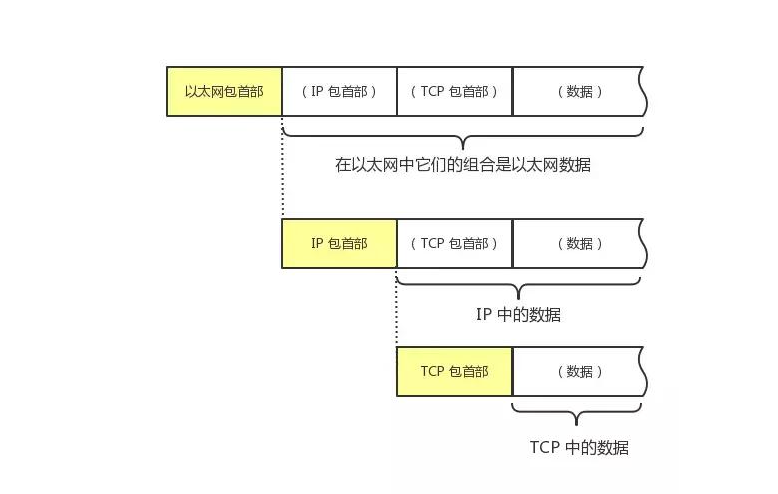 以太网包首部 （ IP 包首部 ） （ TCP 包首部 ） （ 数据 ）
在以太网中它们的组合是以太网数据
IP 包首部 （ TCP 包首部 ） （ 数据 ）
IP 中的数据
TCP 包首部 （ 数据 ）
TCP 中的数据